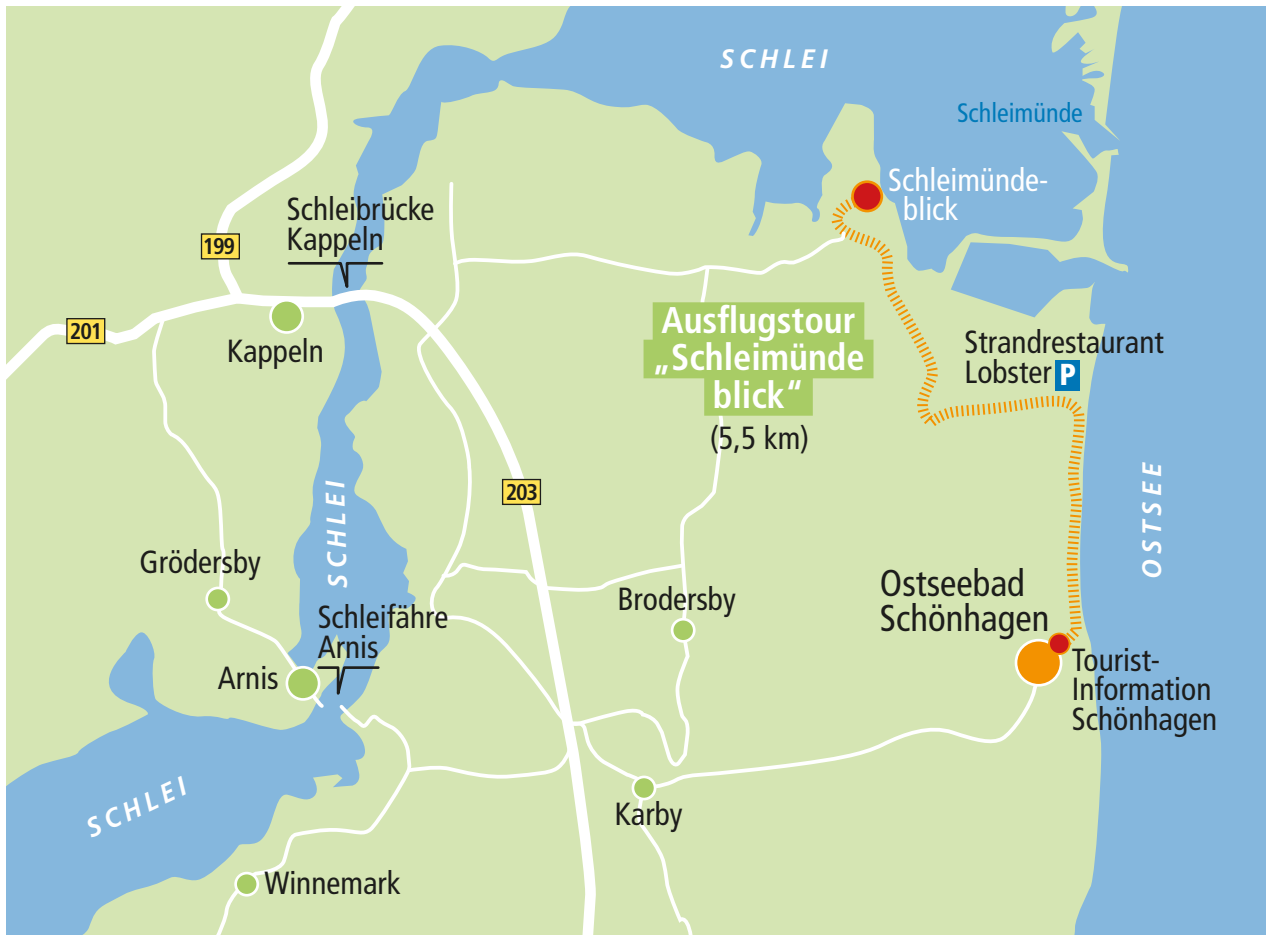 SCHLEI
Schleimünde
Schleimünde-
blick
Schleibrücke
Kappeln
199
201
Kappeln
Ausflugstour
„Schleimünde
blick“
(5,5 km)
Strandrestaurant
Lobster P
203
SCHLEI
OSTSEE
Grödersby
Schleifähre
Arnis
Arnis
Brodersby
Ostseebad
Schönhagen
Tourist-
Information
Schönhagen
SCHLEI
Karby
Winnemark